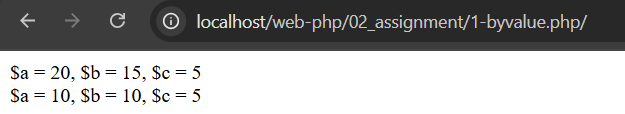 localhost/web-php/02_assignment/1-byvalue.php/
$a = 20, $b = 15, $c = 5
$a = 10, $b = 10, $c = 5